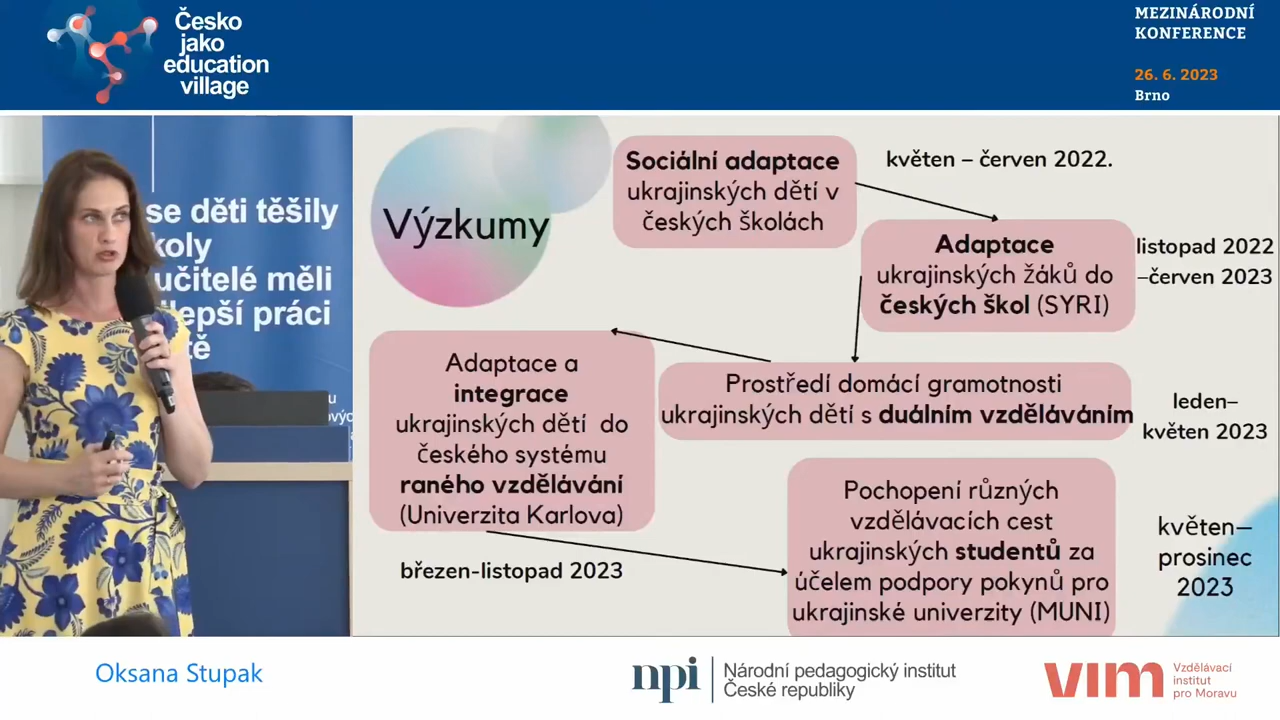 Česko
jako
education
village
MEZINÁRODNÍ
KONFERENCE
26. 6. 2023
Brno
se děti těšily
koly
učitelé měli
lepší práci
tě
Výzkumy
Sociální adaptace
ukrajinských dětí v
českých školách
květen – červen 2022.
Adaptace
ukrajinských žáků do
českých škol (SYRI)
listopad 2022
–červen 2023
Prostředí domácí gramotnosti
ukrajinských dětí s duálním vzděláváním
leden–
květen 2023
Adaptace a
integrace
ukrajinských dětí do
českého systému
raného vzdělávání
(Univerzita Karlova)
březen-listopad 2023
Pochopení různých
vzdělávacích cest
ukrajinských studentů za
účelem podpory pokynů pro
ukrajinské univerzity (MUNI)
květen–
prosinec
2023
Oksana Stupak
npi
Národní pedagogický institut
České republiky
vim
Vzdělávací
institut
pro Moravu